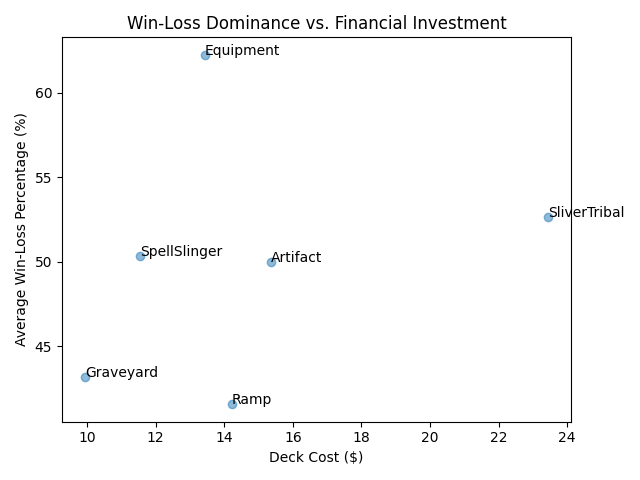 Win-Loss Dominance vs. Financial Investment
Equipment
60
55
SliverTribal
SpellSlinger
50
Artifact
45
Graveyard
Ramp
10
12
14
16
18
20
22
24
Deck Cost ($)
Average Win-Loss Percentage (%)